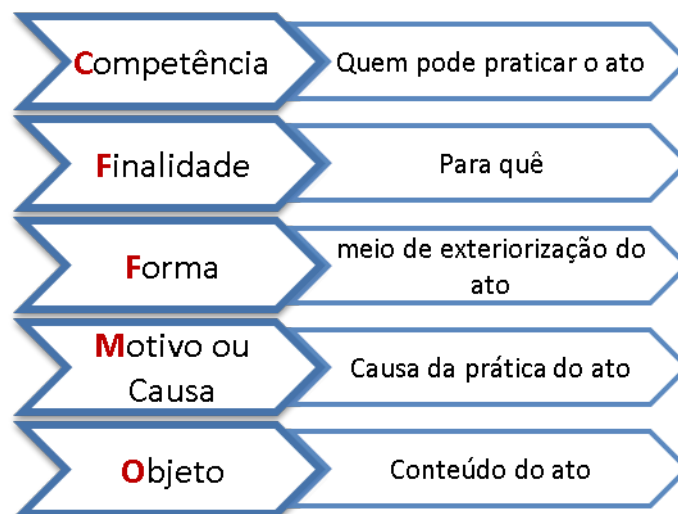 Competência
Quem pode praticar o ato
Finalidade
Para quê
Forma
meio de exteriorização do
ato
Motivo ou
Causa
Causa da prática do ato
Objeto
Conteúdo do ato